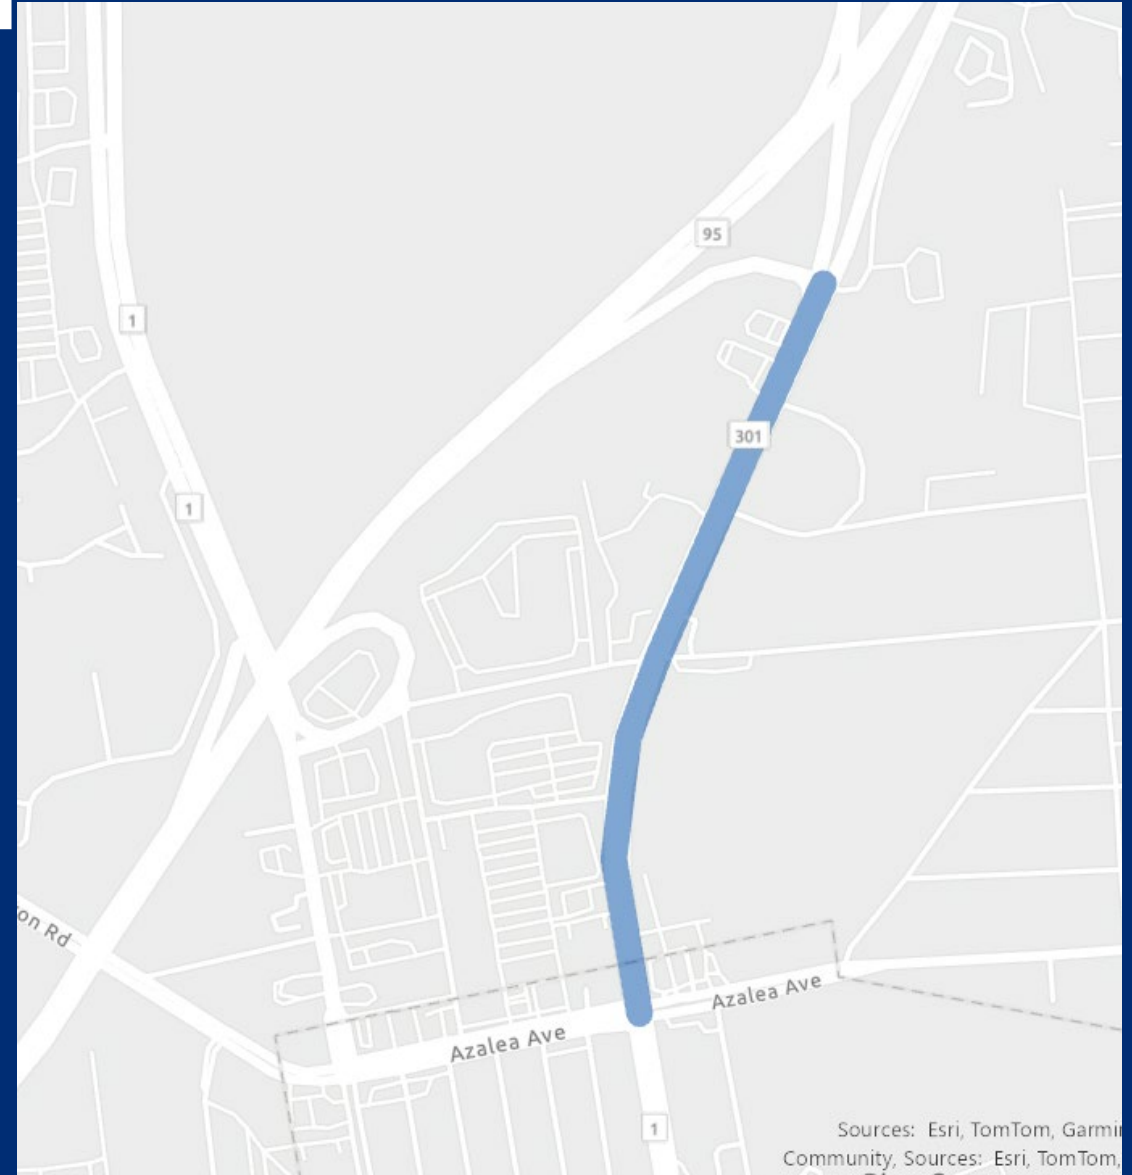 95
1
301
1
on Rd
Azalea Ave
Azalea Ave
1
Sources: Esri, TomTom, Garmi
Community, Sources: Esri, TomTom,